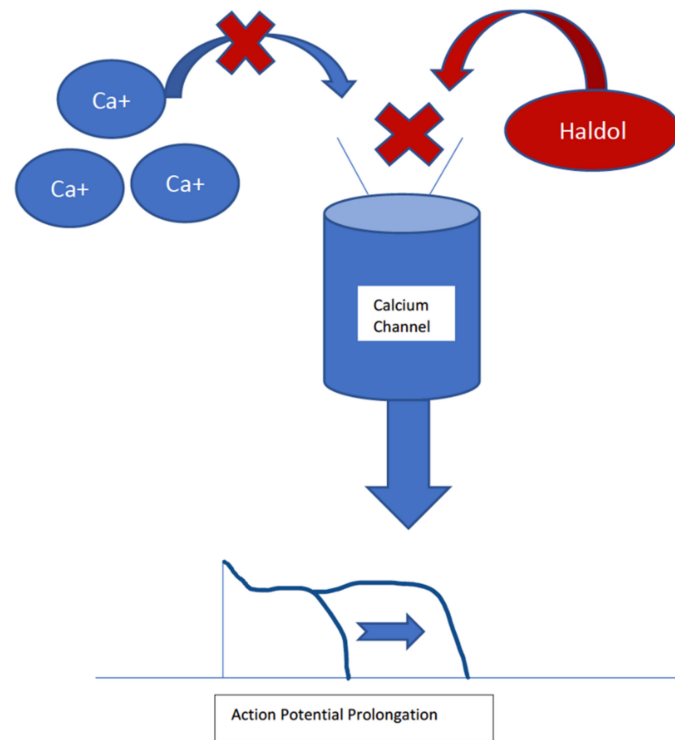 Ca+
Haldol
Ca+
Ca+
Calcium
Channel
Action Potential Prolongation